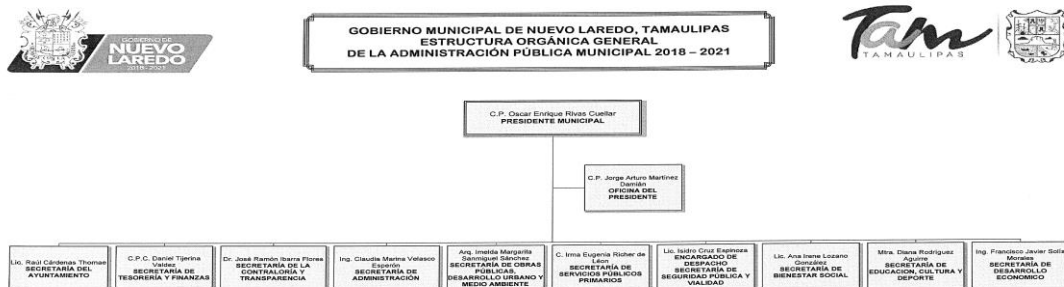 GOBIERNO DE
NUEVO
LAREDO
2018 - 2021
GOBIERNO MUNICIPAL DE NUEVO LAREDO, TAMAULIPAS
ESTRUCTURA ORGÁNICA GENERAL
DE LA ADMINISTRACIÓN PÚBLICA MUNICIPAL 2018 – 2021
Tam
TAMAULIPAS
C.P. Oscar Enrique Rivas Cuellar
PRESIDENTE MUNICIPAL
C.P. Jorge Arturo Martínez
Damián
OFICINA DEL
PRESIDENTE
Lic. Raúl Cárdenas Thomae
SECRETARÍA DEL
AYUNTAMIENTO
C.P.C. Daniel Tijerina
Valdez
SECRETARÍA DE
TESORERÍA Y FINANZAS
Dr. José Ramón Ibarra Flores
SECRETARÍA DE LA
CONTRALORÍA Y
TRANSPARENCIA
Ing. Claudia Marina Velasco
Esperón
SECRETARÍA DE
ADMINISTRACIÓN
Arq. Imelda Margarita
Sanmiguel Sánchez
SECRETARÍA DE OBRAS
PÚBLICAS,
DESARROLLO URBANO Y
MEDIO AMBIENTE
C. Irma Eugenia Richer de
León
SECRETARÍA DE
SERVICIOS PÚBLICOS
PRIMARIOS
Lic. Isidro Cruz Espinoza
ENCARGADO DE
DESPACHO
SECRETARÍA DE
SEGURIDAD PÚBLICA Y
VIALIDAD
Lic. Ana Irene Lozano
González
SECRETARÍA DE
BIENESTAR SOCIAL
Mtra. Diana Rodríguez
Aguirre
SECRETARÍA DE
EDUCACION, CULTURA Y
DEPORTE
Ing. Francisco Javier Solis
Morales
SECRETARÍA DE
DESARROLLO
ECONOMICO